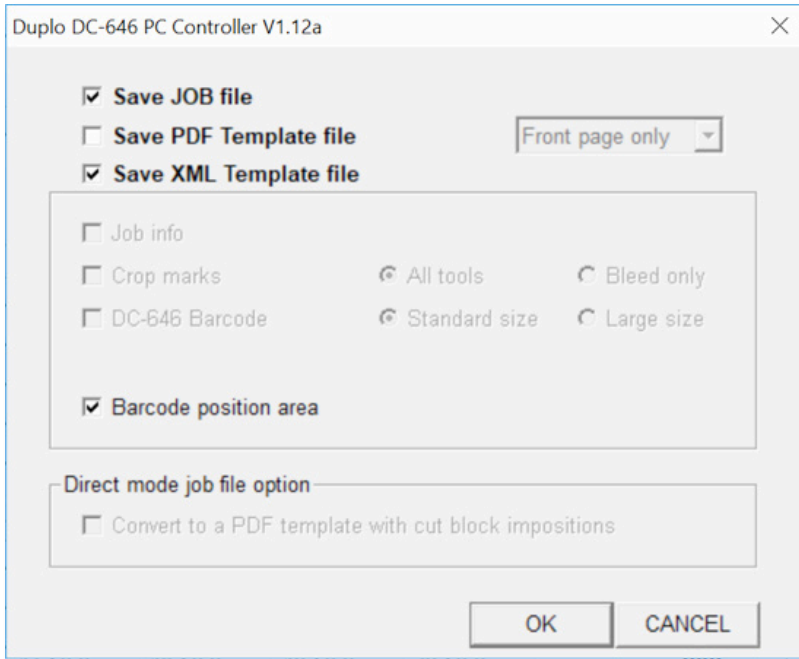 Duplo DC-646 PC Controller V1.12a
Save JOB file
Save PDF Template file Front page only
Save XML Template file
Job info
Crop marks All tools Bleed only
DC-646 Barcode Standard size Large size
Barcode position area
Direct mode job file option
Convert to a PDF template with cut block impositions
OK CANCEL